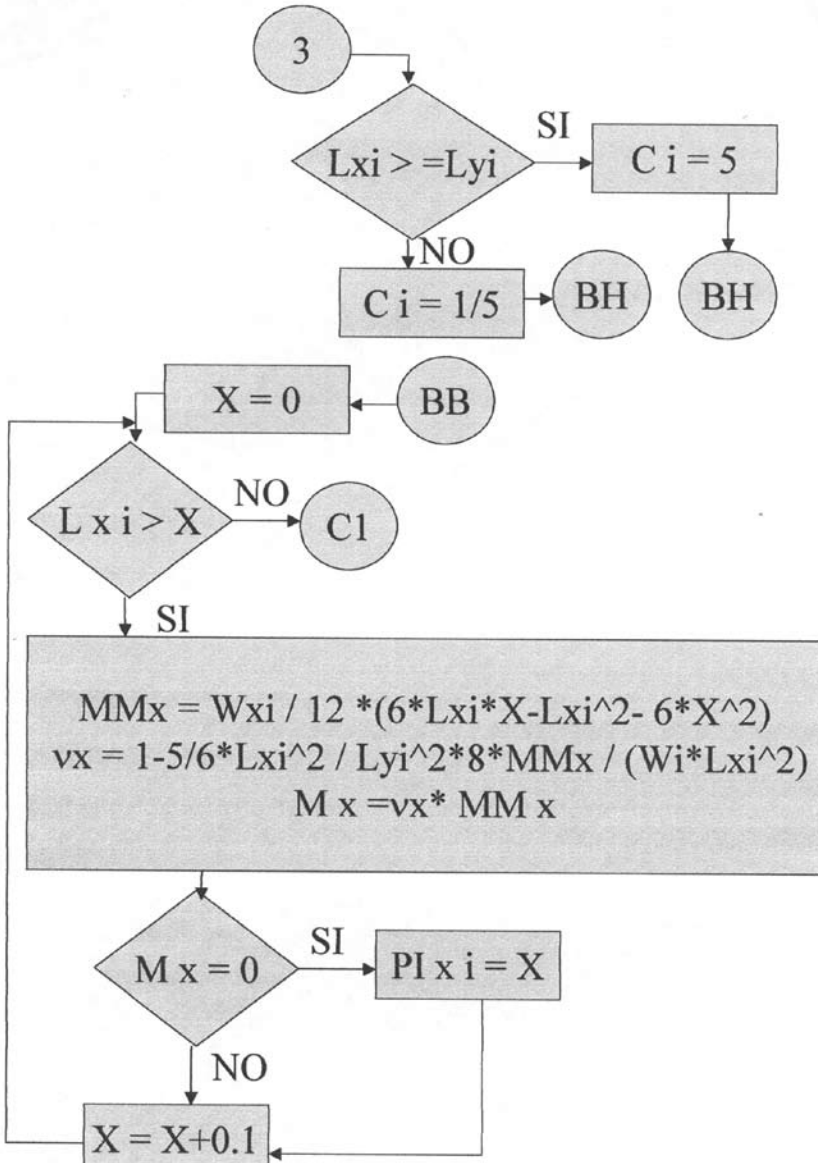 3
Lxi > =Lyi
SI
C i = 5
NO
C i = 1/5
BH
BH
X = 0
BB
L x i > X
NO
C1
SI
MMx = Wxi / 12 *(6*Lxi*X-Lxi^2- 6*X^2)
νx = 1-5/6*Lxi^2 / Lyi^2*8*MMx / (Wi*Lxi^2)
M x =νx* MM x
M x = 0
SI
PI x i = X
NO
X = X+0.1